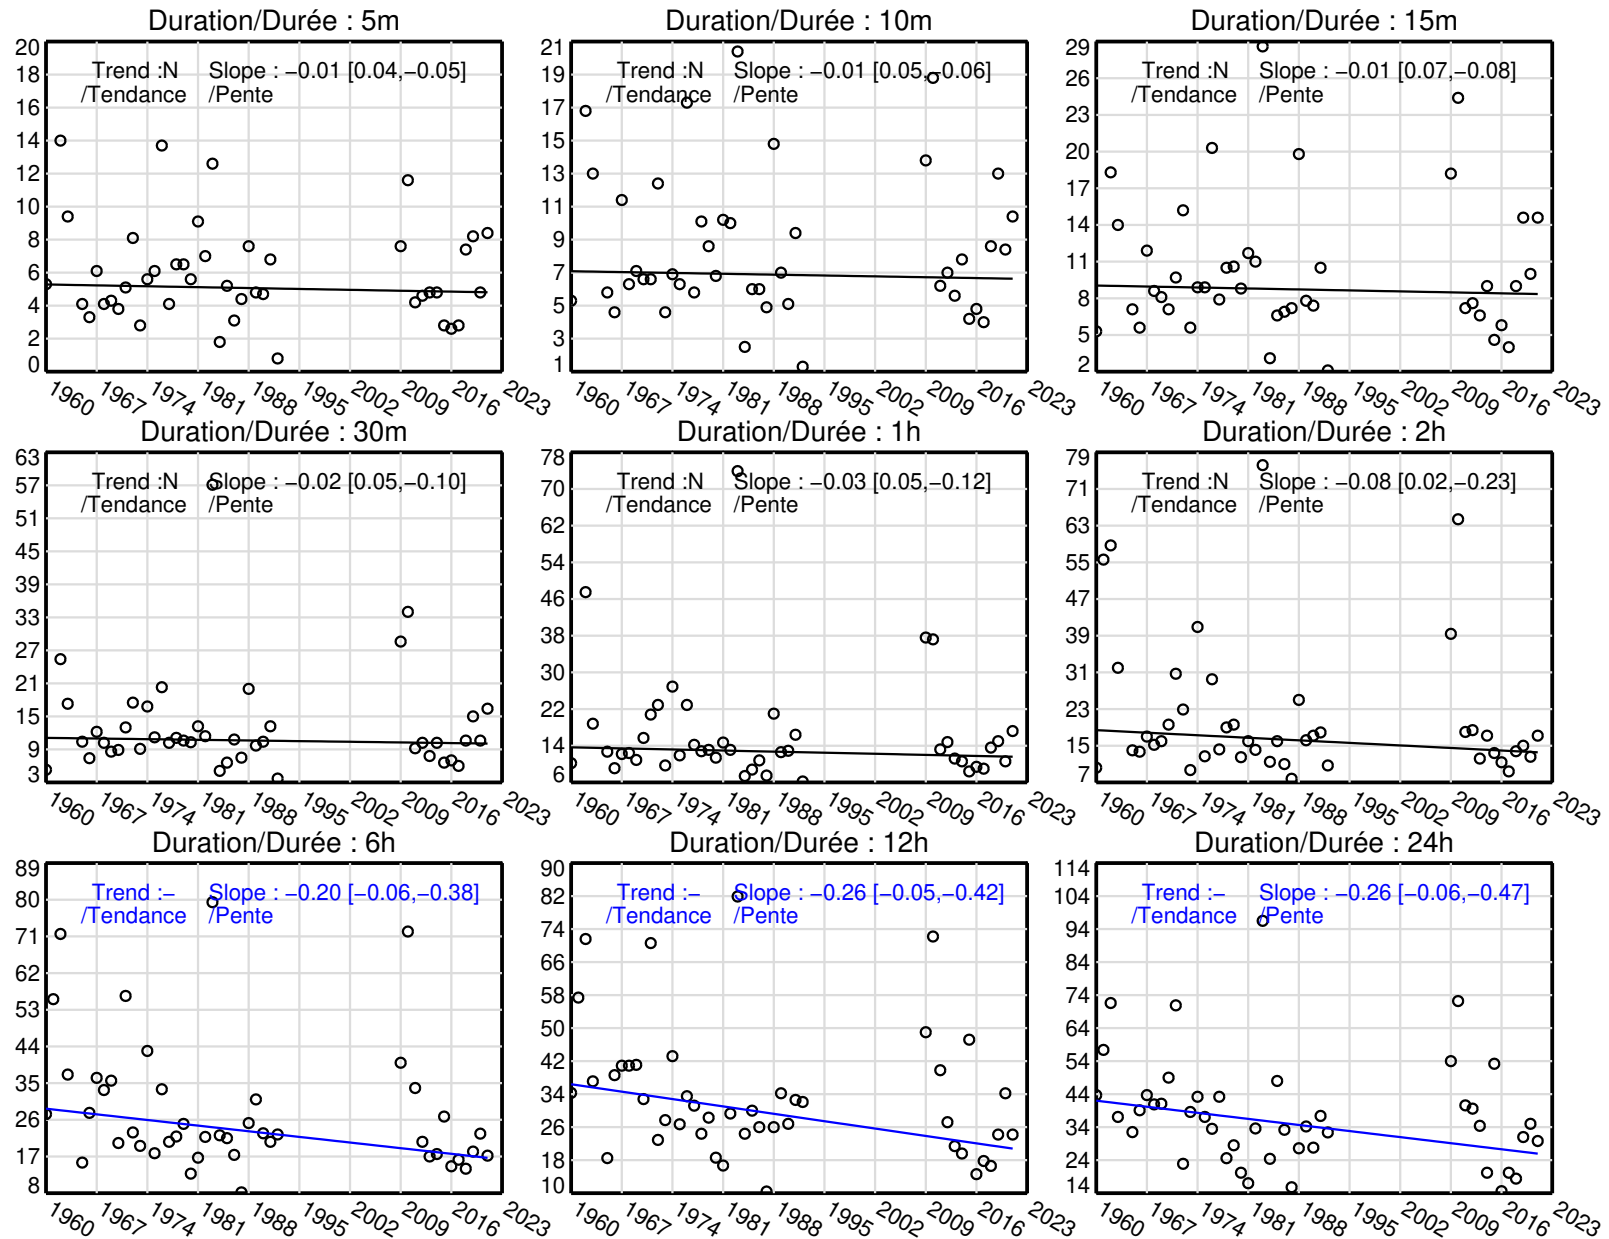 Duration/Durée : 5m
20
18
16
14
12
10
8
6
4
2
0
Trend :N Slope : −0.01 [0.04,−0.05]
/Tendance /Pente
1960 1967 1974 1981 1988 1995 2002 2009 2016 2023
Duration/Durée : 10m
21
19
17
15
13
11
9
7
5
3
1
Trend :N Slope : −0.01 [0.05,−0.06]
/Tendance /Pente
1960 1967 1974 1981 1988 1995 2002 2009 2016 2023
Duration/Durée : 15m
29
26
23
20
17
14
11
8
5
2
Trend :N Slope : −0.01 [0.07,−0.08]
/Tendance /Pente
1960 1967 1974 1981 1988 1995 2002 2009 2016 2023
Duration/Durée : 30m
63
57
51
45
39
33
27
21
15
9
3
Trend :N Slope : −0.02 [0.05,−0.10]
/Tendance /Pente
1960 1967 1974 1981 1988 1995 2002 2009 2016 2023
Duration/Durée : 1h
78
70
62
54
46
38
30
22
14
6
Trend :N Slope : −0.03 [0.05,−0.12]
/Tendance /Pente
1960 1967 1974 1981 1988 1995 2002 2009 2016 2023
Duration/Durée : 2h
79
71
63
55
47
39
31
23
15
7
Trend :N Slope : −0.08 [0.02,−0.23]
/Tendance /Pente
1960 1967 1974 1981 1988 1995 2002 2009 2016 2023
Duration/Durée : 6h
89
80
71
62
53
44
35
26
17
8
Trend :− Slope : −0.20 [−0.06,−0.38]
/Tendance /Pente
1960 1967 1974 1981 1988 1995 2002 2009 2016 2023
Duration/Durée : 12h
90
82
74
66
58
50
42
34
26
18
10
Trend :− Slope : −0.26 [−0.05,−0.42]
/Tendance /Pente
1960 1967 1974 1981 1988 1995 2002 2009 2016 2023
Duration/Durée : 24h
114
104
94
84
74
64
54
44
34
24
14
Trend :− Slope : −0.26 [−0.06,−0.47]
/Tendance /Pente
1960 1967 1974 1981 1988 1995 2002 2009 2016 2023